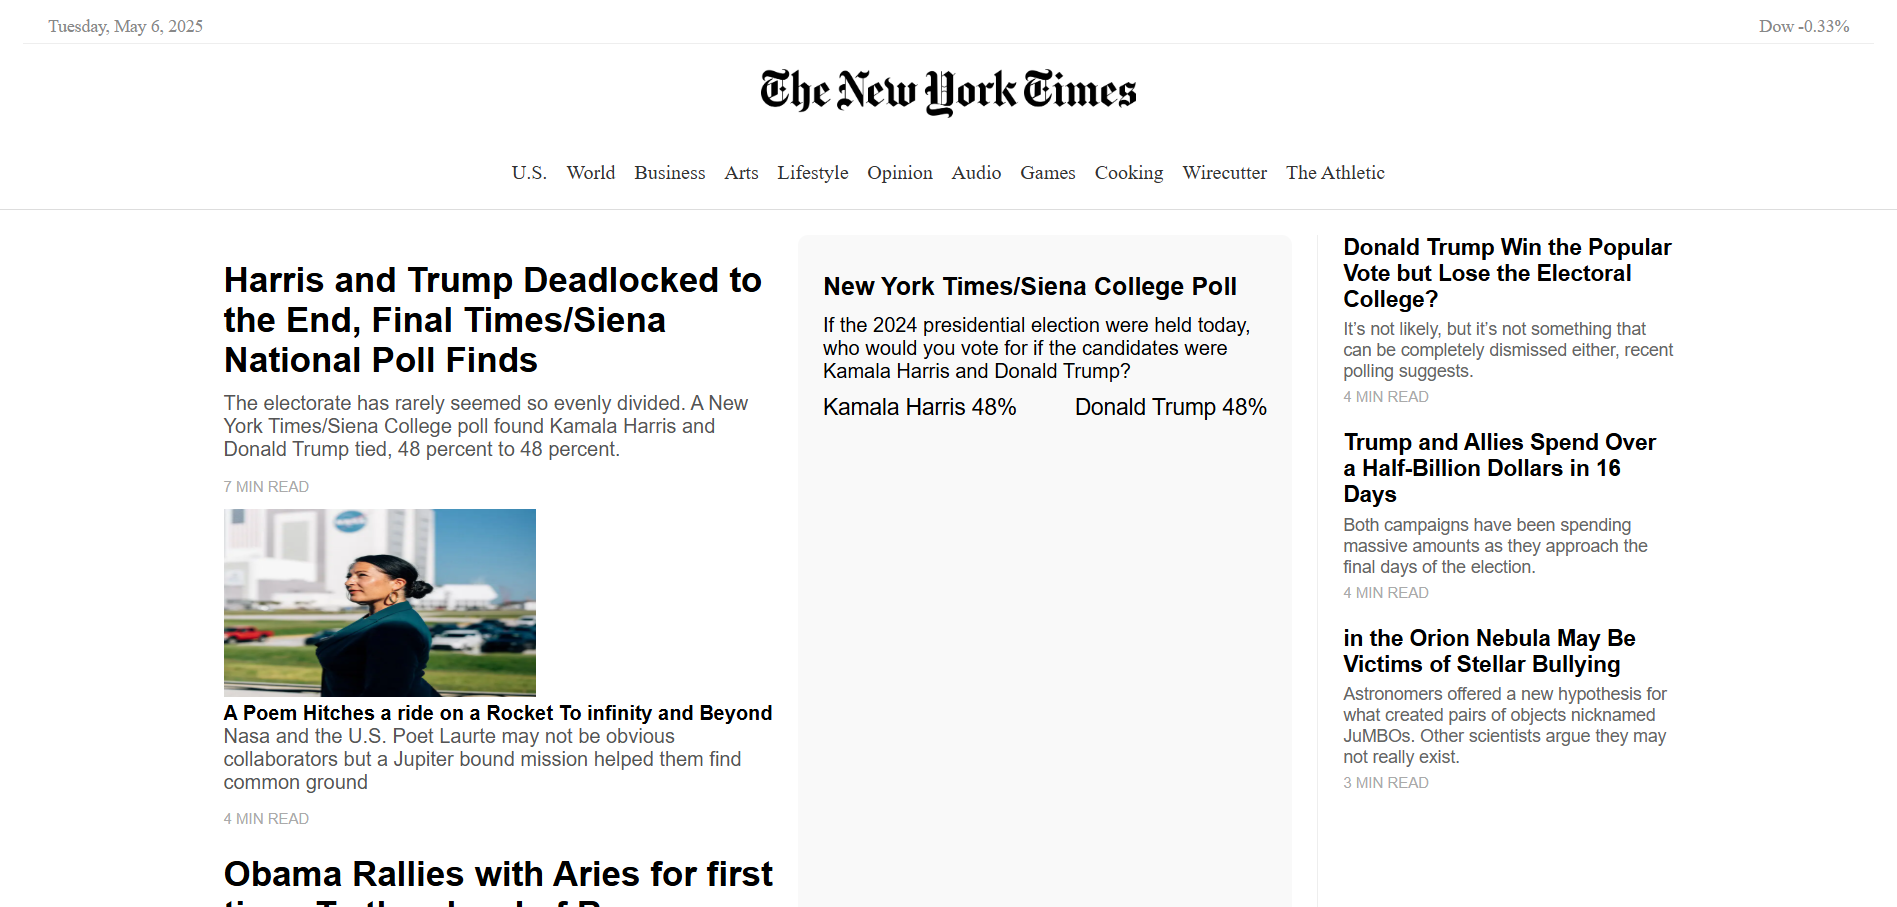 Tuesday, May 6, 2025
Dow -0.33%
The New York Times
U.S. World Business Arts Lifestyle Opinion Audio Games Cooking Wirecutter The Athletic
Harris and Trump Deadlocked to
the End, Final Times/Siena
National Poll Finds
The electorate has rarely seemed so evenly divided. A New
York Times/Siena College poll found Kamala Harris and
Donald Trump tied, 48 percent to 48 percent.
7 MIN READ
NASA
A Poem Hitches a ride on a Rocket To infinity and Beyond
Nasa and the U.S. Poet Laurte may not be obvious
collaborators but a Jupiter bound mission helped them find
common ground
4 MIN READ
Obama Rallies with Aries for first
New York Times/Siena College Poll
If the 2024 presidential election were held today,
who would you vote for if the candidates were
Kamala Harris and Donald Trump?
Kamala Harris 48%
Donald Trump 48%
Donald Trump Win the Popular
Vote but Lose the Electoral
College?
It’s not likely, but it’s not something that
can be completely dismissed either, recent
polling suggests.
4 MIN READ
Trump and Allies Spend Over
a Half-Billion Dollars in 16
Days
Both campaigns have been spending
massive amounts as they approach the
final days of the election.
4 MIN READ
in the Orion Nebula May Be
Victims of Stellar Bullying
Astronomers offered a new hypothesis for
what created pairs of objects nicknamed
JuMBOs. Other scientists argue they may
not really exist.
3 MIN READ